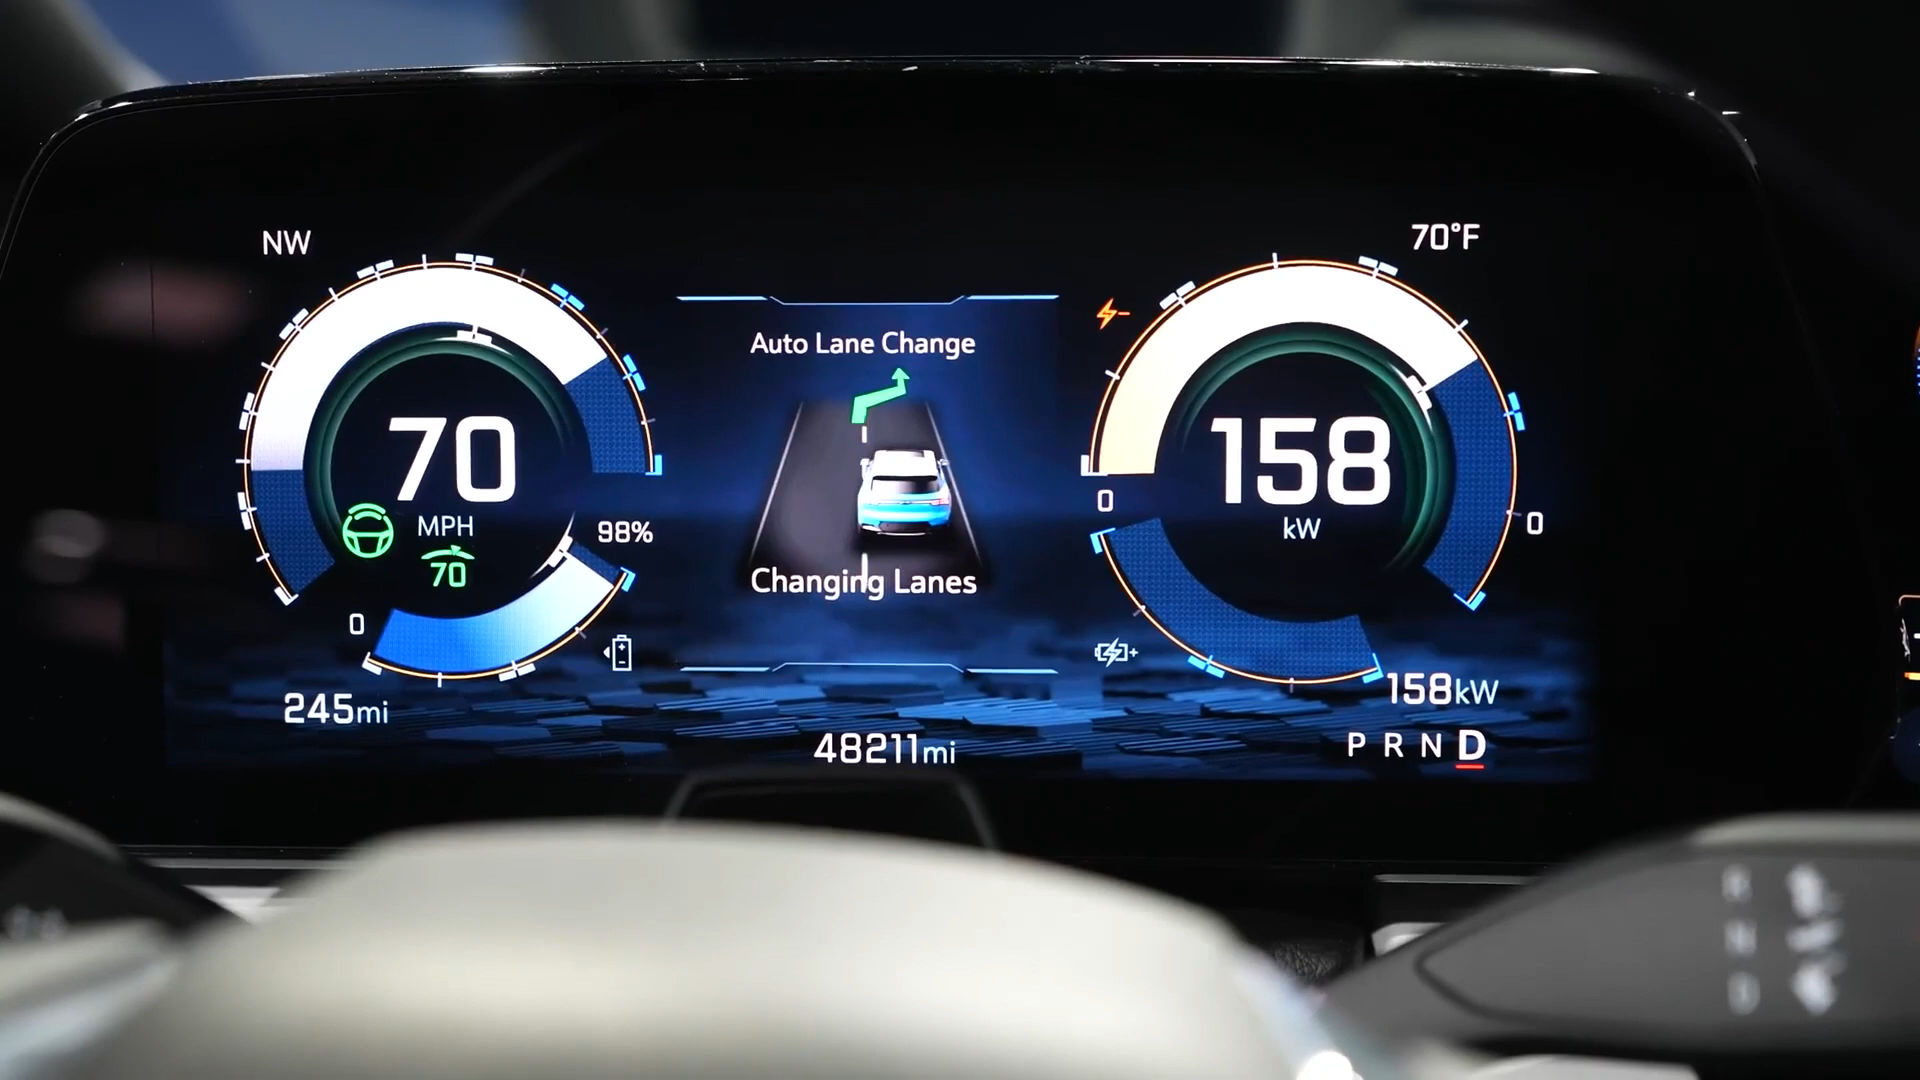 NW
70°F
Auto Lane Change
70
MPH
70
98%
0
245mi
Changing Lanes
158
kW
0
0
158kW
48211mi
P R N D
R
N
D